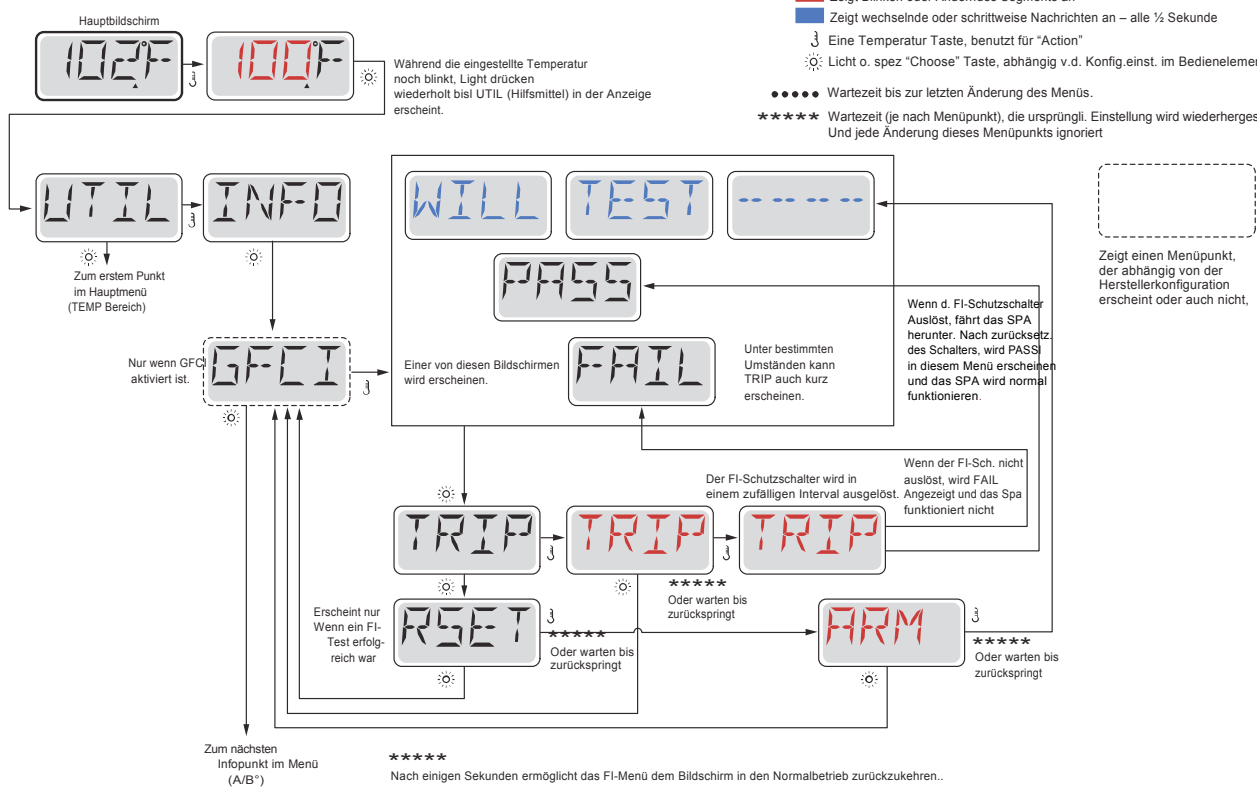 Zeigt Blinken oder Änderndes Segments an
Zeigt wechselnde oder schrittweise Nachrichten an – alle ½ Sekunde
Eine Temperatur Taste, benutzt für “Action”
Licht o. spez “Choose” Taste, abhängig v.d. Konfig.einst. im Bedienelemen
••••• Wartezeit bis zur letzten Änderung des Menüs.
***** Wartezeit (je nach Menüpunkt), die ursprüngli. Einstellung wird wiederherges
Und jede Änderung dieses Menüpunkts ignoriert
Hauptbildschirm
102°F
100°F
Während die eingestellte Temperatur
noch blinkt, Light drücken
wiederholt bisl UTIL (Hilfsmittel) in der Anzeige
erscheint.
UTIL
INFO
Zum erstem Punkt
im Hauptmenü
(TEMP Bereich)
WILL
TEST
-- -- -- --
PASS
FAIL
Zeigt einen Menüpunkt,
der abhängig von der
Herstellerkonfiguration
erscheint oder auch nicht,
Nur wenn GFCI
aktiviert ist.
GFCI
Einer von diesen Bildschirmen
wird erscheinen.
Unter bestimmten
Umständen kann
TRIP auch kurz
erscheinen.
Wenn d. FI-Schutzschalter
Auslöst, fährt das SPA
herunter. Nach zurücksetz.
des Schalters, wird PASSI
in diesem Menü erscheinen
und das SPA wird normal
funktionieren.
Der FI-Schutzschalter wird in
einem zufälligen Interval ausgelöst.
Wenn der FI-Sch. nicht
auslöst, wird FAIL
Angezeigt und das Spa
funktioniert nicht
TRIP
TRIP
TRIP
*****
Oder warten bis
zurückspringt
Erscheint nur
Wenn ein FI-
Test erfolg-
reich war
RSET
*****
Oder warten bis
zurückspringt
ARM
*****
Oder warten bis
zurückspringt
Zum nächsten
Infopunkt im Menü
(A/B°)
*****
Nach einigen Sekunden ermöglicht das FI-Menü dem Bildschirm in den Normalbetrieb zurückzukehren..